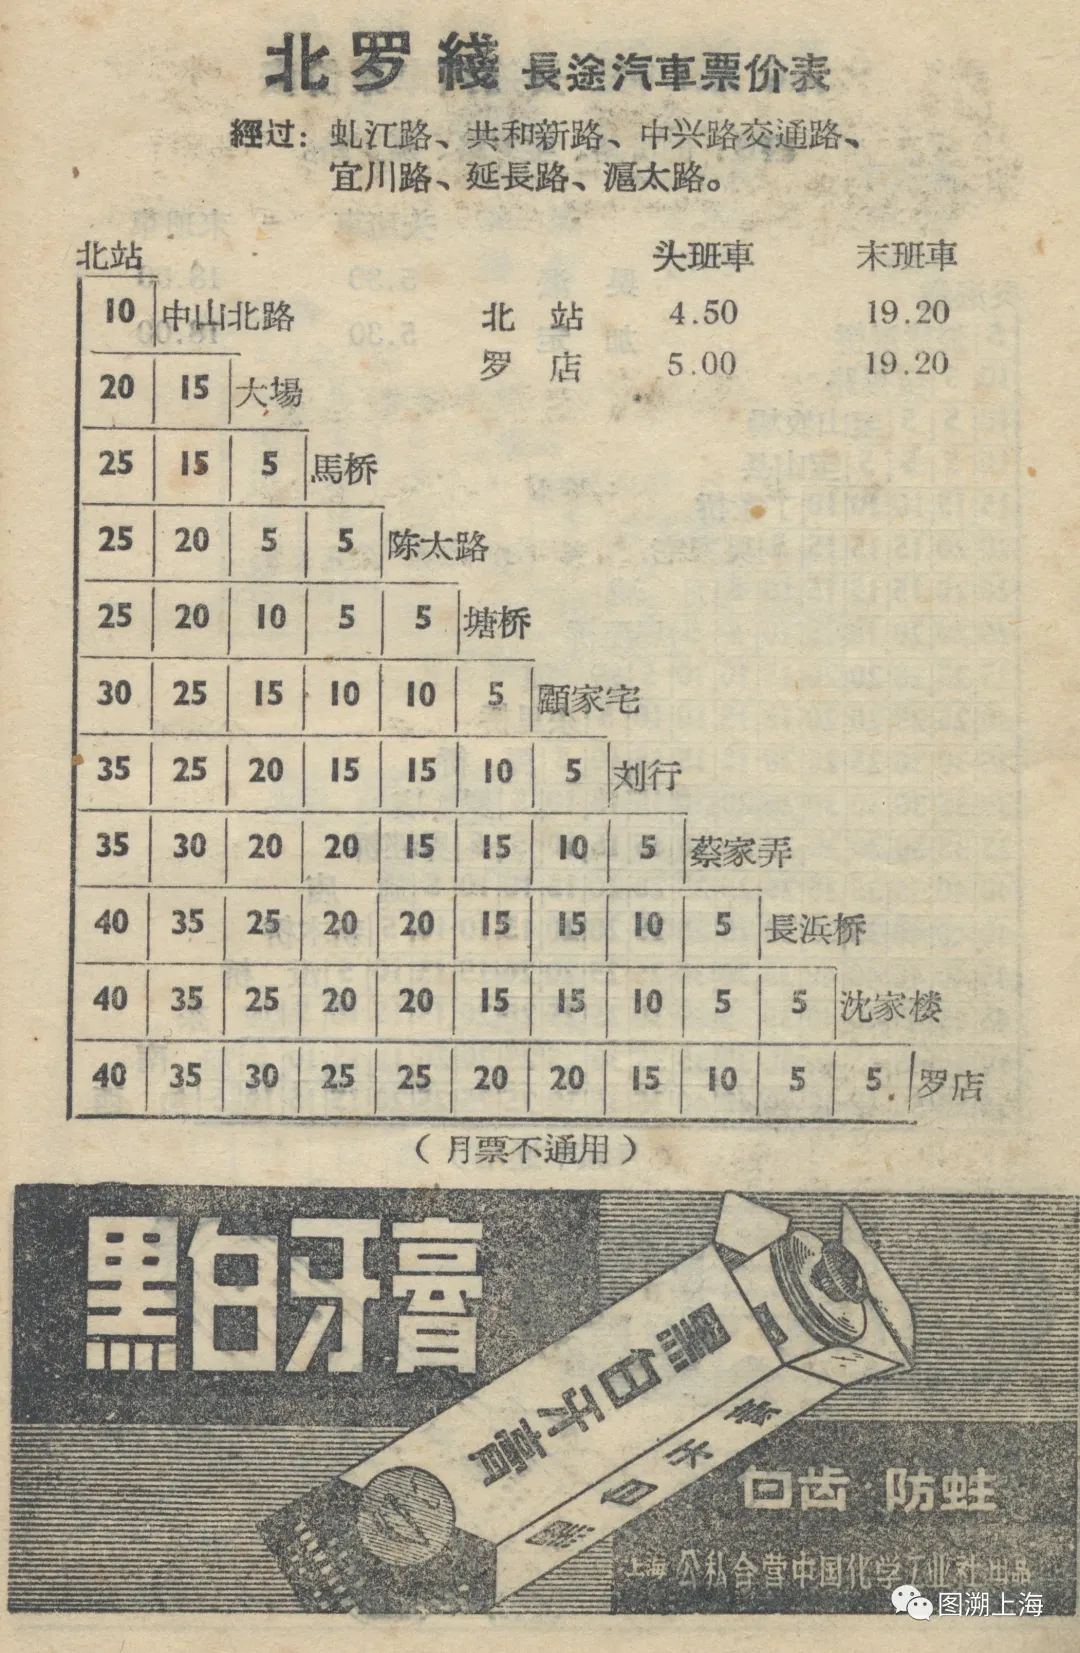 北罗綫 長途汽車票价表
經过：虬江路、共和新路、中兴路交通路、
宜川路、延長路、滬太路。
北站
10 中山北路
20 15 大場
25 15 5 馬桥
25 20 5 5 陈太路
25 20 10 5 5 塘桥
30 25 15 10 10 5 顧家宅
35 25 20 15 15 10 5 刘行
35 30 20 20 15 15 10 5 蔡家弄
40 35 25 20 20 15 15 10 5 長浜桥
40 35 25 20 20 15 15 10 5 5 沈家楼
40 35 30 25 25 20 20 15 10 5 5 罗店
头班車 末班車
北站 4.50 19.20
罗店 5.00 19.20
（月票不通用）
黑白牙膏
黑白牙膏
黑白牙膏
白齿·防蛀
上海 公私合营中国化学工业社出品
图溯上海